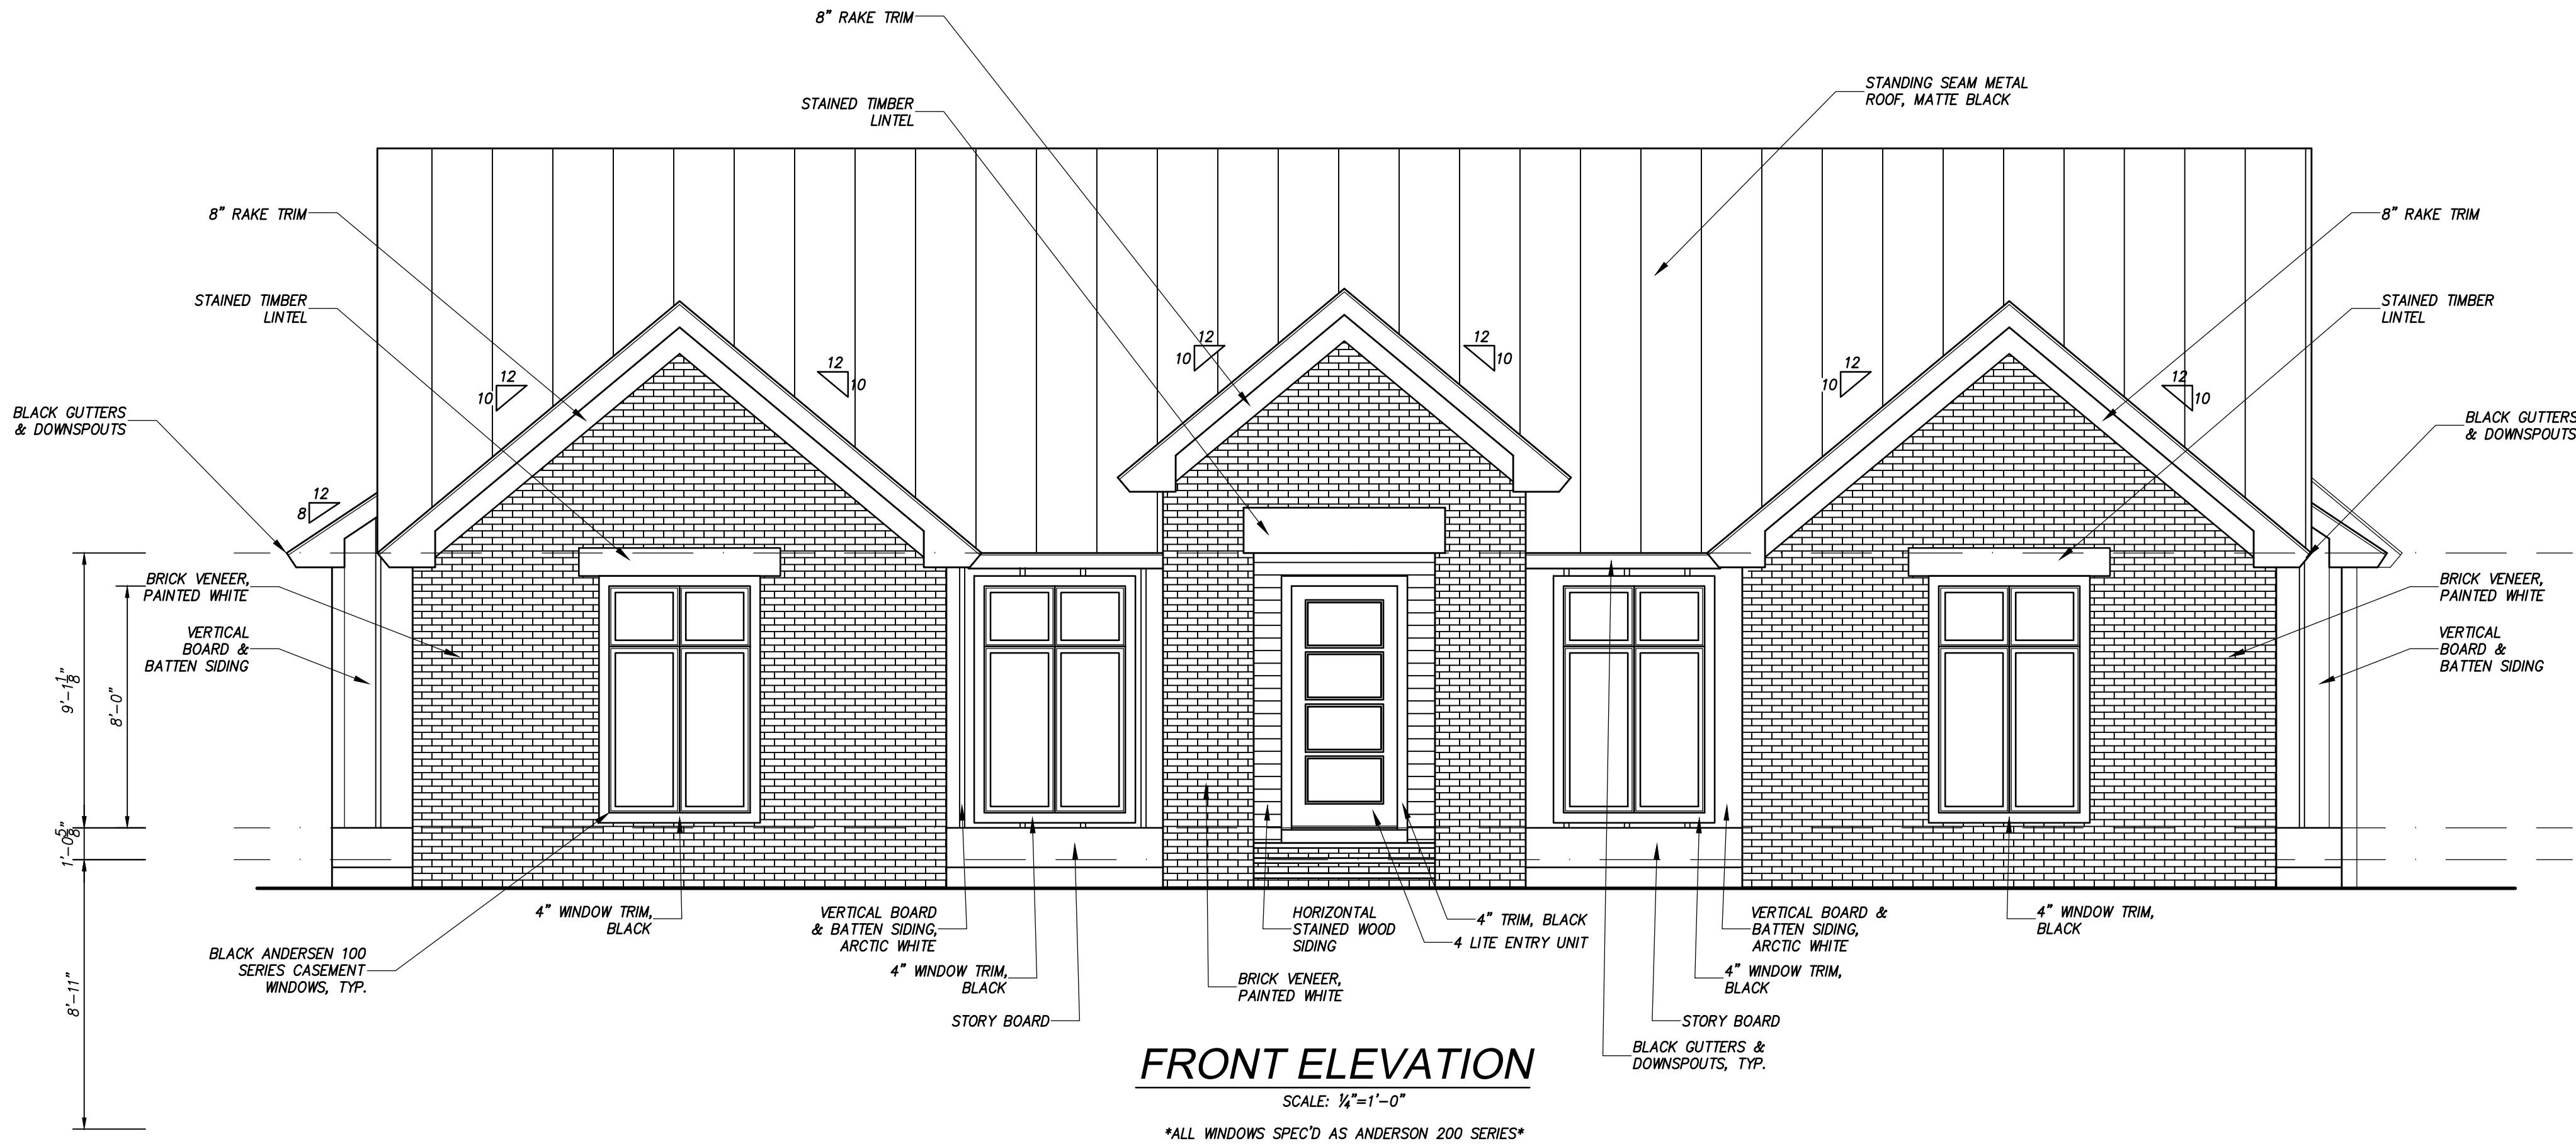 8" RAKE TRIM
STAINED TIMBER
LINTEL
STANDING SEAM METAL
ROOF, MATTE BLACK
8" RAKE TRIM
STAINED TIMBER
LINTEL
BLACK GUTTERS
& DOWNSPOUTS
8" RAKE TRIM
STAINED TIMBER
LINTEL
BLACK GUTTERS
& DOWNSPOUTS
12
8
12
10
12
10
12
10
12
10
12
10
12
10
BRICK VENEER,
PAINTED WHITE
VERTICAL
BOARD &
BATTEN SIDING
BRICK VENEER,
PAINTED WHITE
VERTICAL
BOARD &
BATTEN SIDING
9'-1 1/8"
8'-0"
1'-0 5/8"
8'-11"
4" WINDOW TRIM,
BLACK
BLACK ANDERSEN 100
SERIES CASEMENT
WINDOWS, TYP.
VERTICAL BOARD
& BATTEN SIDING,
ARCTIC WHITE
4" WINDOW TRIM,
BLACK
STORY BOARD
HORIZONTAL
STAINED WOOD
SIDING
BRICK VENEER,
PAINTED WHITE
4" TRIM, BLACK
4 LITE ENTRY UNIT
VERTICAL BOARD &
BATTEN SIDING,
ARCTIC WHITE
4" WINDOW TRIM,
BLACK
STORY BOARD
BLACK GUTTERS &
DOWNSPOUTS, TYP.
4" WINDOW TRIM,
BLACK
FRONT ELEVATION
SCALE: 1/4"=1'-0"
*ALL WINDOWS SPEC'D AS ANDERSON 200 SERIES*